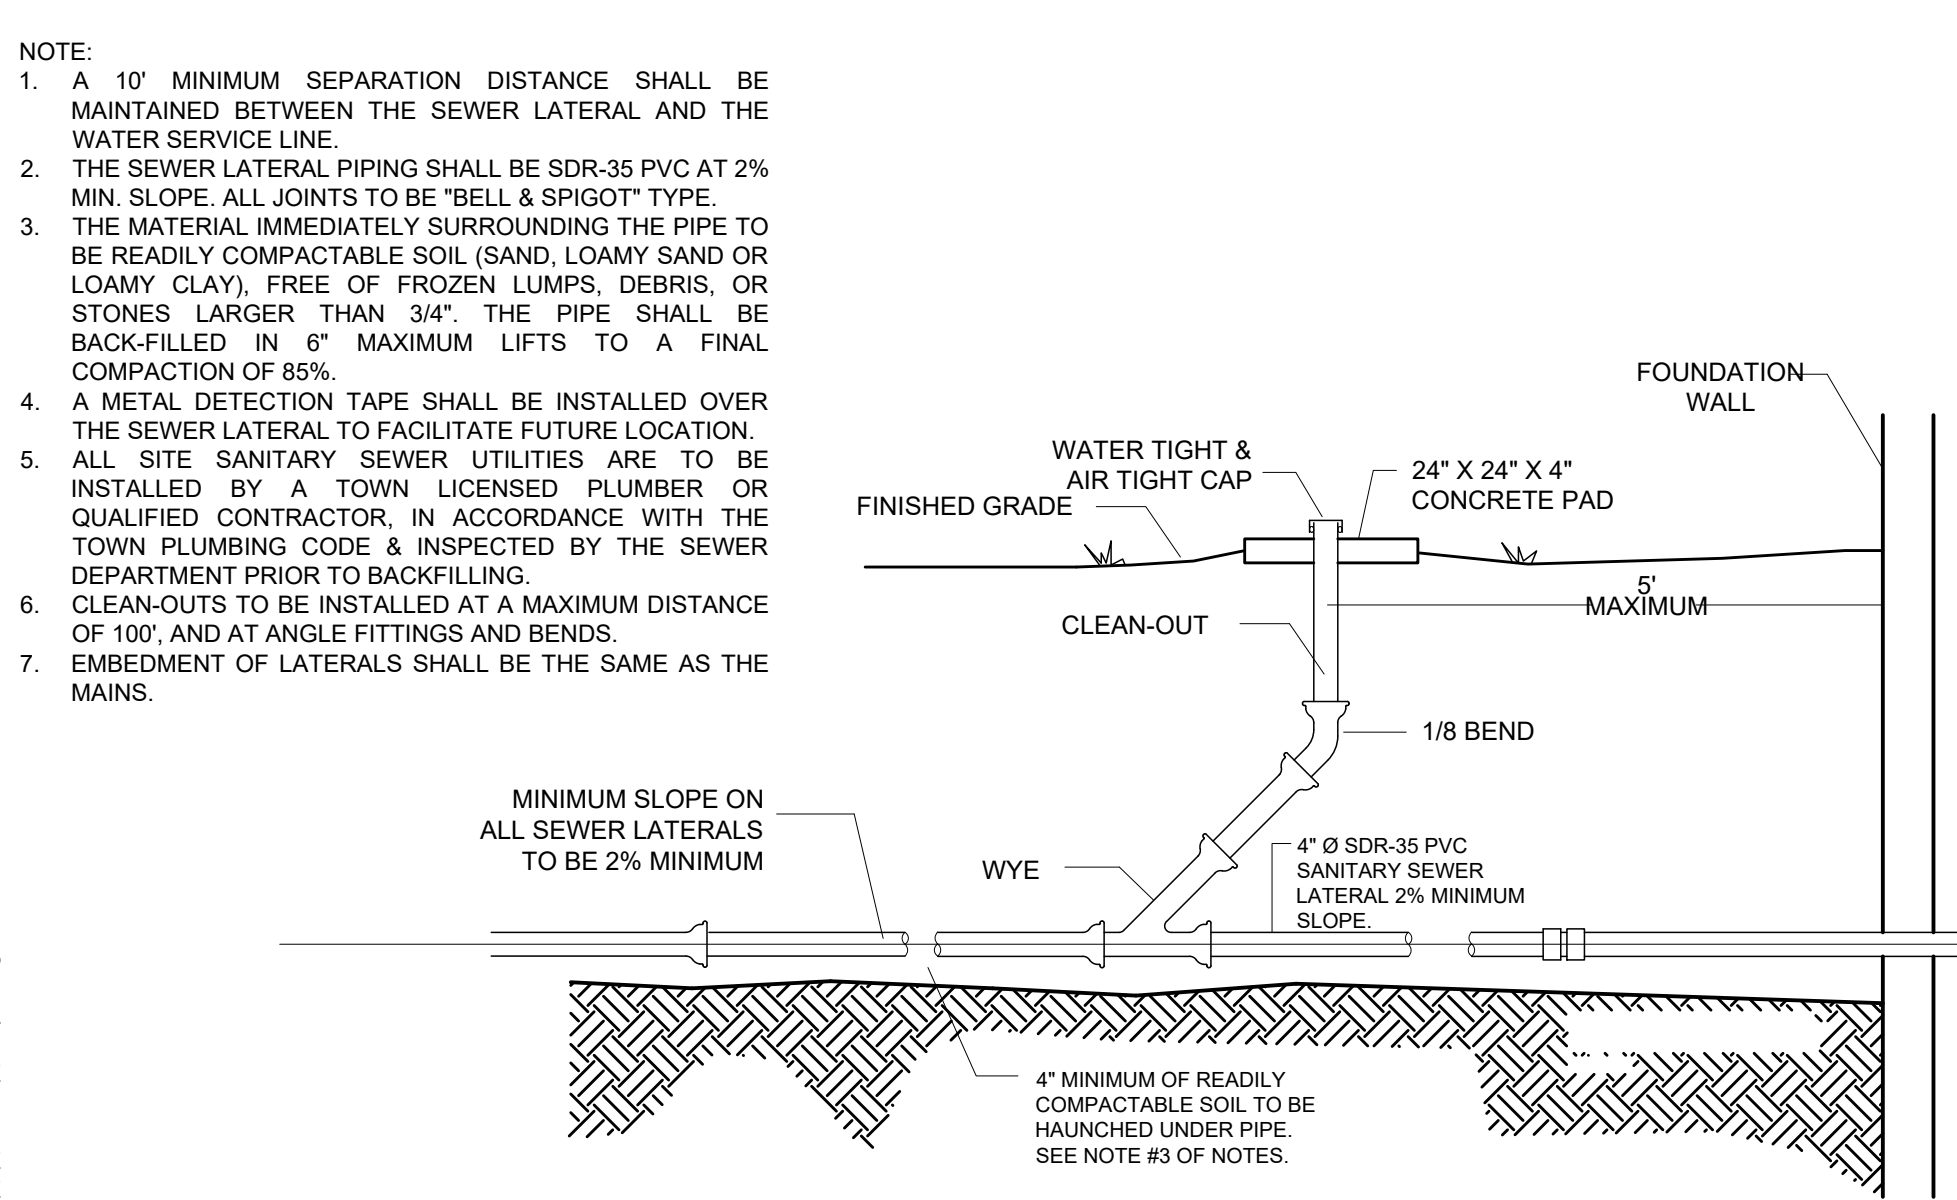 NOTE:
1. A 10' MINIMUM SEPARATION DISTANCE SHALL BE
MAINTAINED BETWEEN THE SEWER LATERAL AND THE
WATER SERVICE LINE.
2. THE SEWER LATERAL PIPING SHALL BE SDR-35 PVC AT 2%
MIN. SLOPE. ALL JOINTS TO BE "BELL & SPIGOT" TYPE.
3. THE MATERIAL IMMEDIATELY SURROUNDING THE PIPE TO
BE READILY COMPACTABLE SOIL (SAND, LOAMY SAND OR
LOAMY CLAY), FREE OF FROZEN LUMPS, DEBRIS, OR
STONES LARGER THAN 3/4". THE PIPE SHALL BE
BACK-FILLED IN 6" MAXIMUM LIFTS TO A FINAL
COMPACTION OF 85%.
4. A METAL DETECTION TAPE SHALL BE INSTALLED OVER
THE SEWER LATERAL TO FACILITATE FUTURE LOCATION.
5. ALL SITE SANITARY SEWER UTILITIES ARE TO BE
INSTALLED BY A TOWN LICENSED PLUMBER OR
QUALIFIED CONTRACTOR, IN ACCORDANCE WITH THE
TOWN PLUMBING CODE & INSPECTED BY THE SEWER
DEPARTMENT PRIOR TO BACKFILLING.
6. CLEAN-OUTS TO BE INSTALLED AT A MAXIMUM DISTANCE
OF 100', AND AT ANGLE FITTINGS AND BENDS.
7. EMBEDMENT OF LATERALS SHALL BE THE SAME AS THE
MAINS.
FOUNDATION
WALL
WATER TIGHT &
AIR TIGHT CAP
24" X 24" X 4"
CONCRETE PAD
FINISHED GRADE
5'
MAXIMUM
CLEAN-OUT
1/8 BEND
MINIMUM SLOPE ON
ALL SEWER LATERALS
TO BE 2% MINIMUM
WYE
4" Ø SDR-35 PVC
SANITARY SEWER
LATERAL 2% MINIMUM
SLOPE.
4" MINIMUM OF READILY
COMPACTABLE SOIL TO BE
HAUNCHED UNDER PIPE.
SEE NOTE #3 OF NOTES.